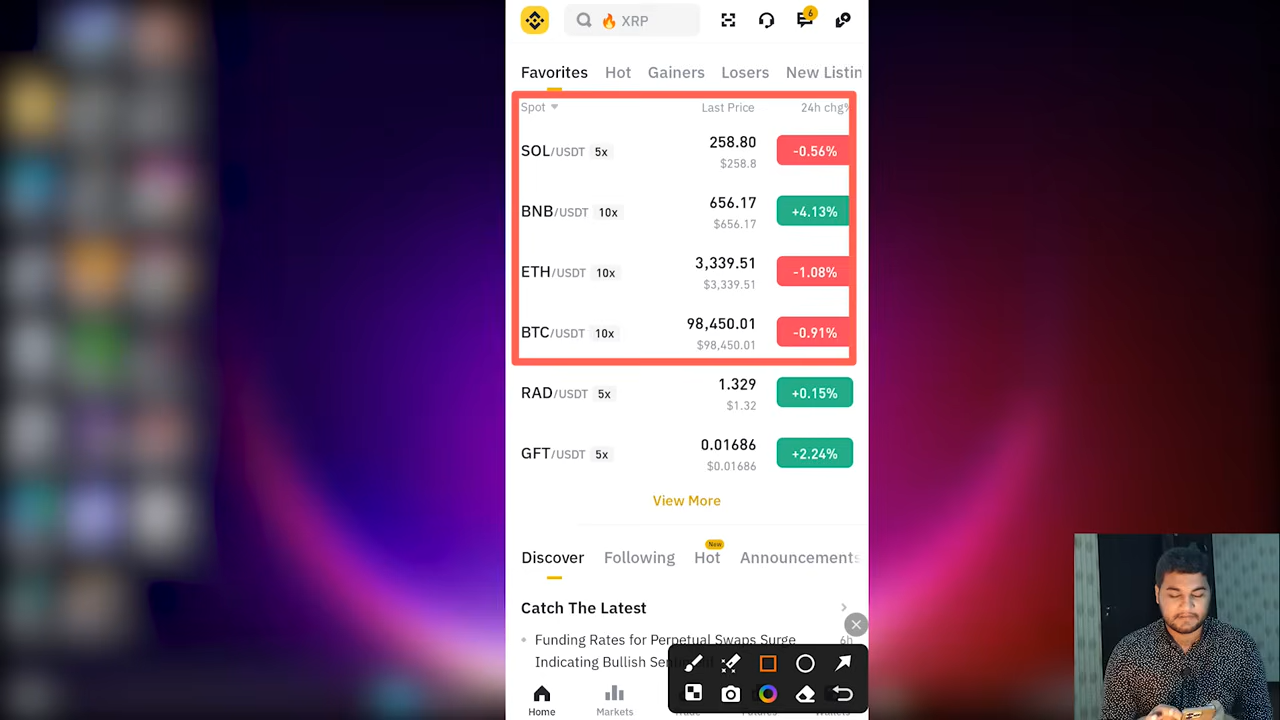 XRP
6
Favorites Hot Gainers Losers New Listin
Spot Last Price 24h chg%
SOL/USDT 5x 258.80 -0.56%
$258.8
BNB/USDT 10x 656.17 +4.13%
$656.17
ETH/USDT 10x 3,339.51 -1.08%
$3,339.51
BTC/USDT 10x 98,450.01 -0.91%
$98,450.01
RAD/USDT 5x 1.329 +0.15%
$1.32
GFT/USDT 5x 0.01686 +2.24%
$0.01686
View More
New
Discover Following Hot Announcements
Catch The Latest
Funding Rates for Perpetual Swaps Surge 6h
Indicating Bullish
Home Markets